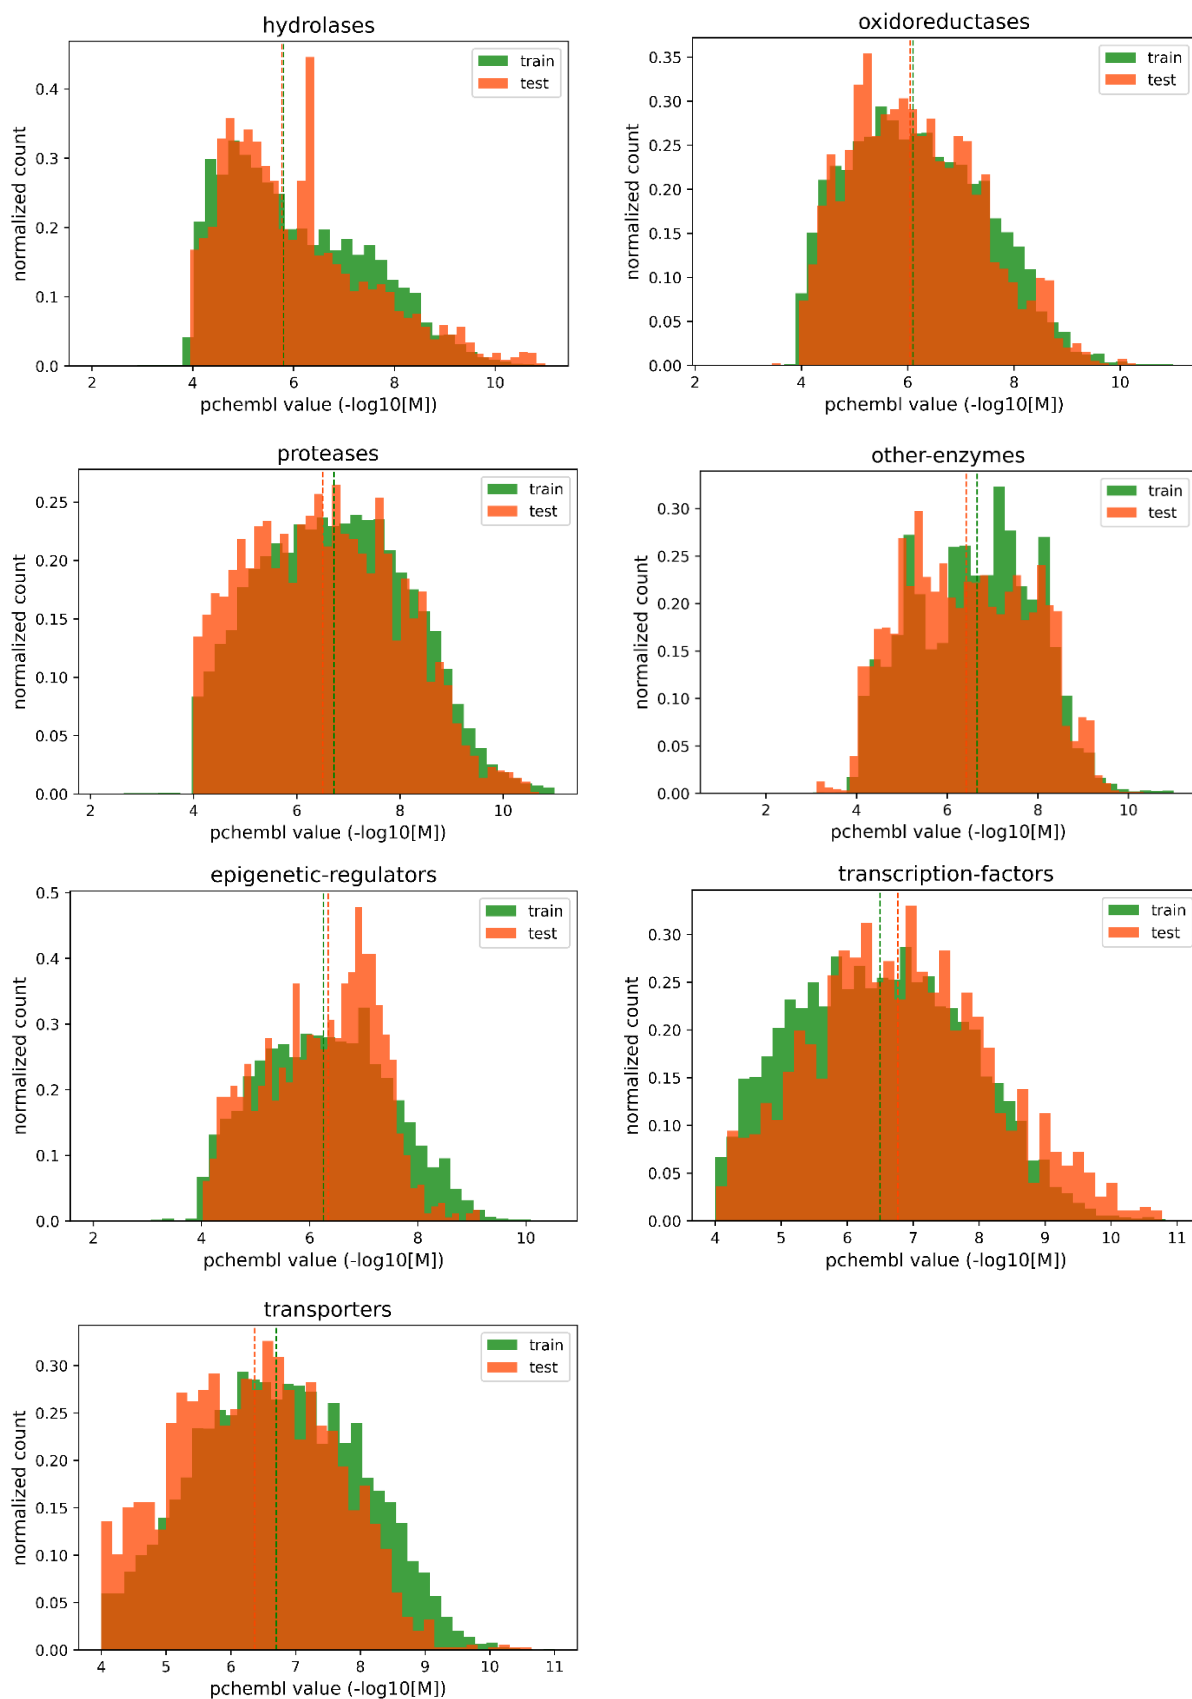 hydrolases
train
test
normalized count
0.4
0.3
0.2
0.1
0.0
2 4 6 8 10
pchembl value (-log10[M])
oxidoreductases
train
test
normalized count
0.35
0.30
0.25
0.20
0.15
0.10
0.05
0.00
2 4 6 8 10
pchembl value (-log10[M])
proteases
train
test
normalized count
0.25
0.20
0.15
0.10
0.05
0.00
2 4 6 8 10
pchembl value (-log10[M])
other-enzymes
train
test
normalized count
0.30
0.25
0.20
0.15
0.10
0.05
0.00
2 4 6 8 10
pchembl value (-log10[M])
epigenetic-regulators
train
test
normalized count
0.5
0.4
0.3
0.2
0.1
0.0
2 4 6 8 10
pchembl value (-log10[M])
transcription-factors
train
test
normalized count
0.30
0.25
0.20
0.15
0.10
0.05
0.00
4 5 6 7 8 9 10 11
pchembl value (-log10[M])
transporters
train
test
normalized count
0.30
0.25
0.20
0.15
0.10
0.05
0.00
4 5 6 7 8 9 10 11
pchembl value (-log10[M])